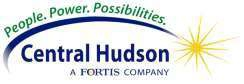 People. Power. Possibilities.
Central Hudson
A FORTIS COMPANY